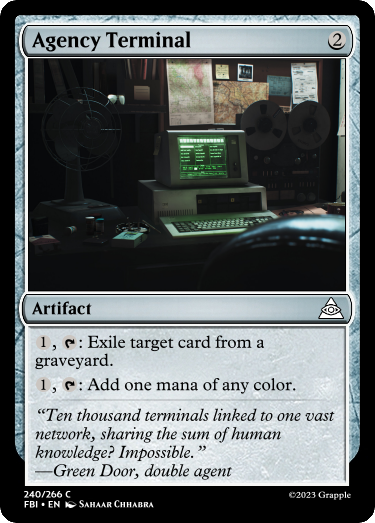 Agency Terminal 2
Artifact
1, : Exile target card from a
graveyard.
1, : Add one mana of any color.
“Ten thousand terminals linked to one vast
network, sharing the sum of human
knowledge? Impossible.”
—Green Door, double agent
240/266 C
FBI • EN Sahaar Chhabra
©2023 Grapple